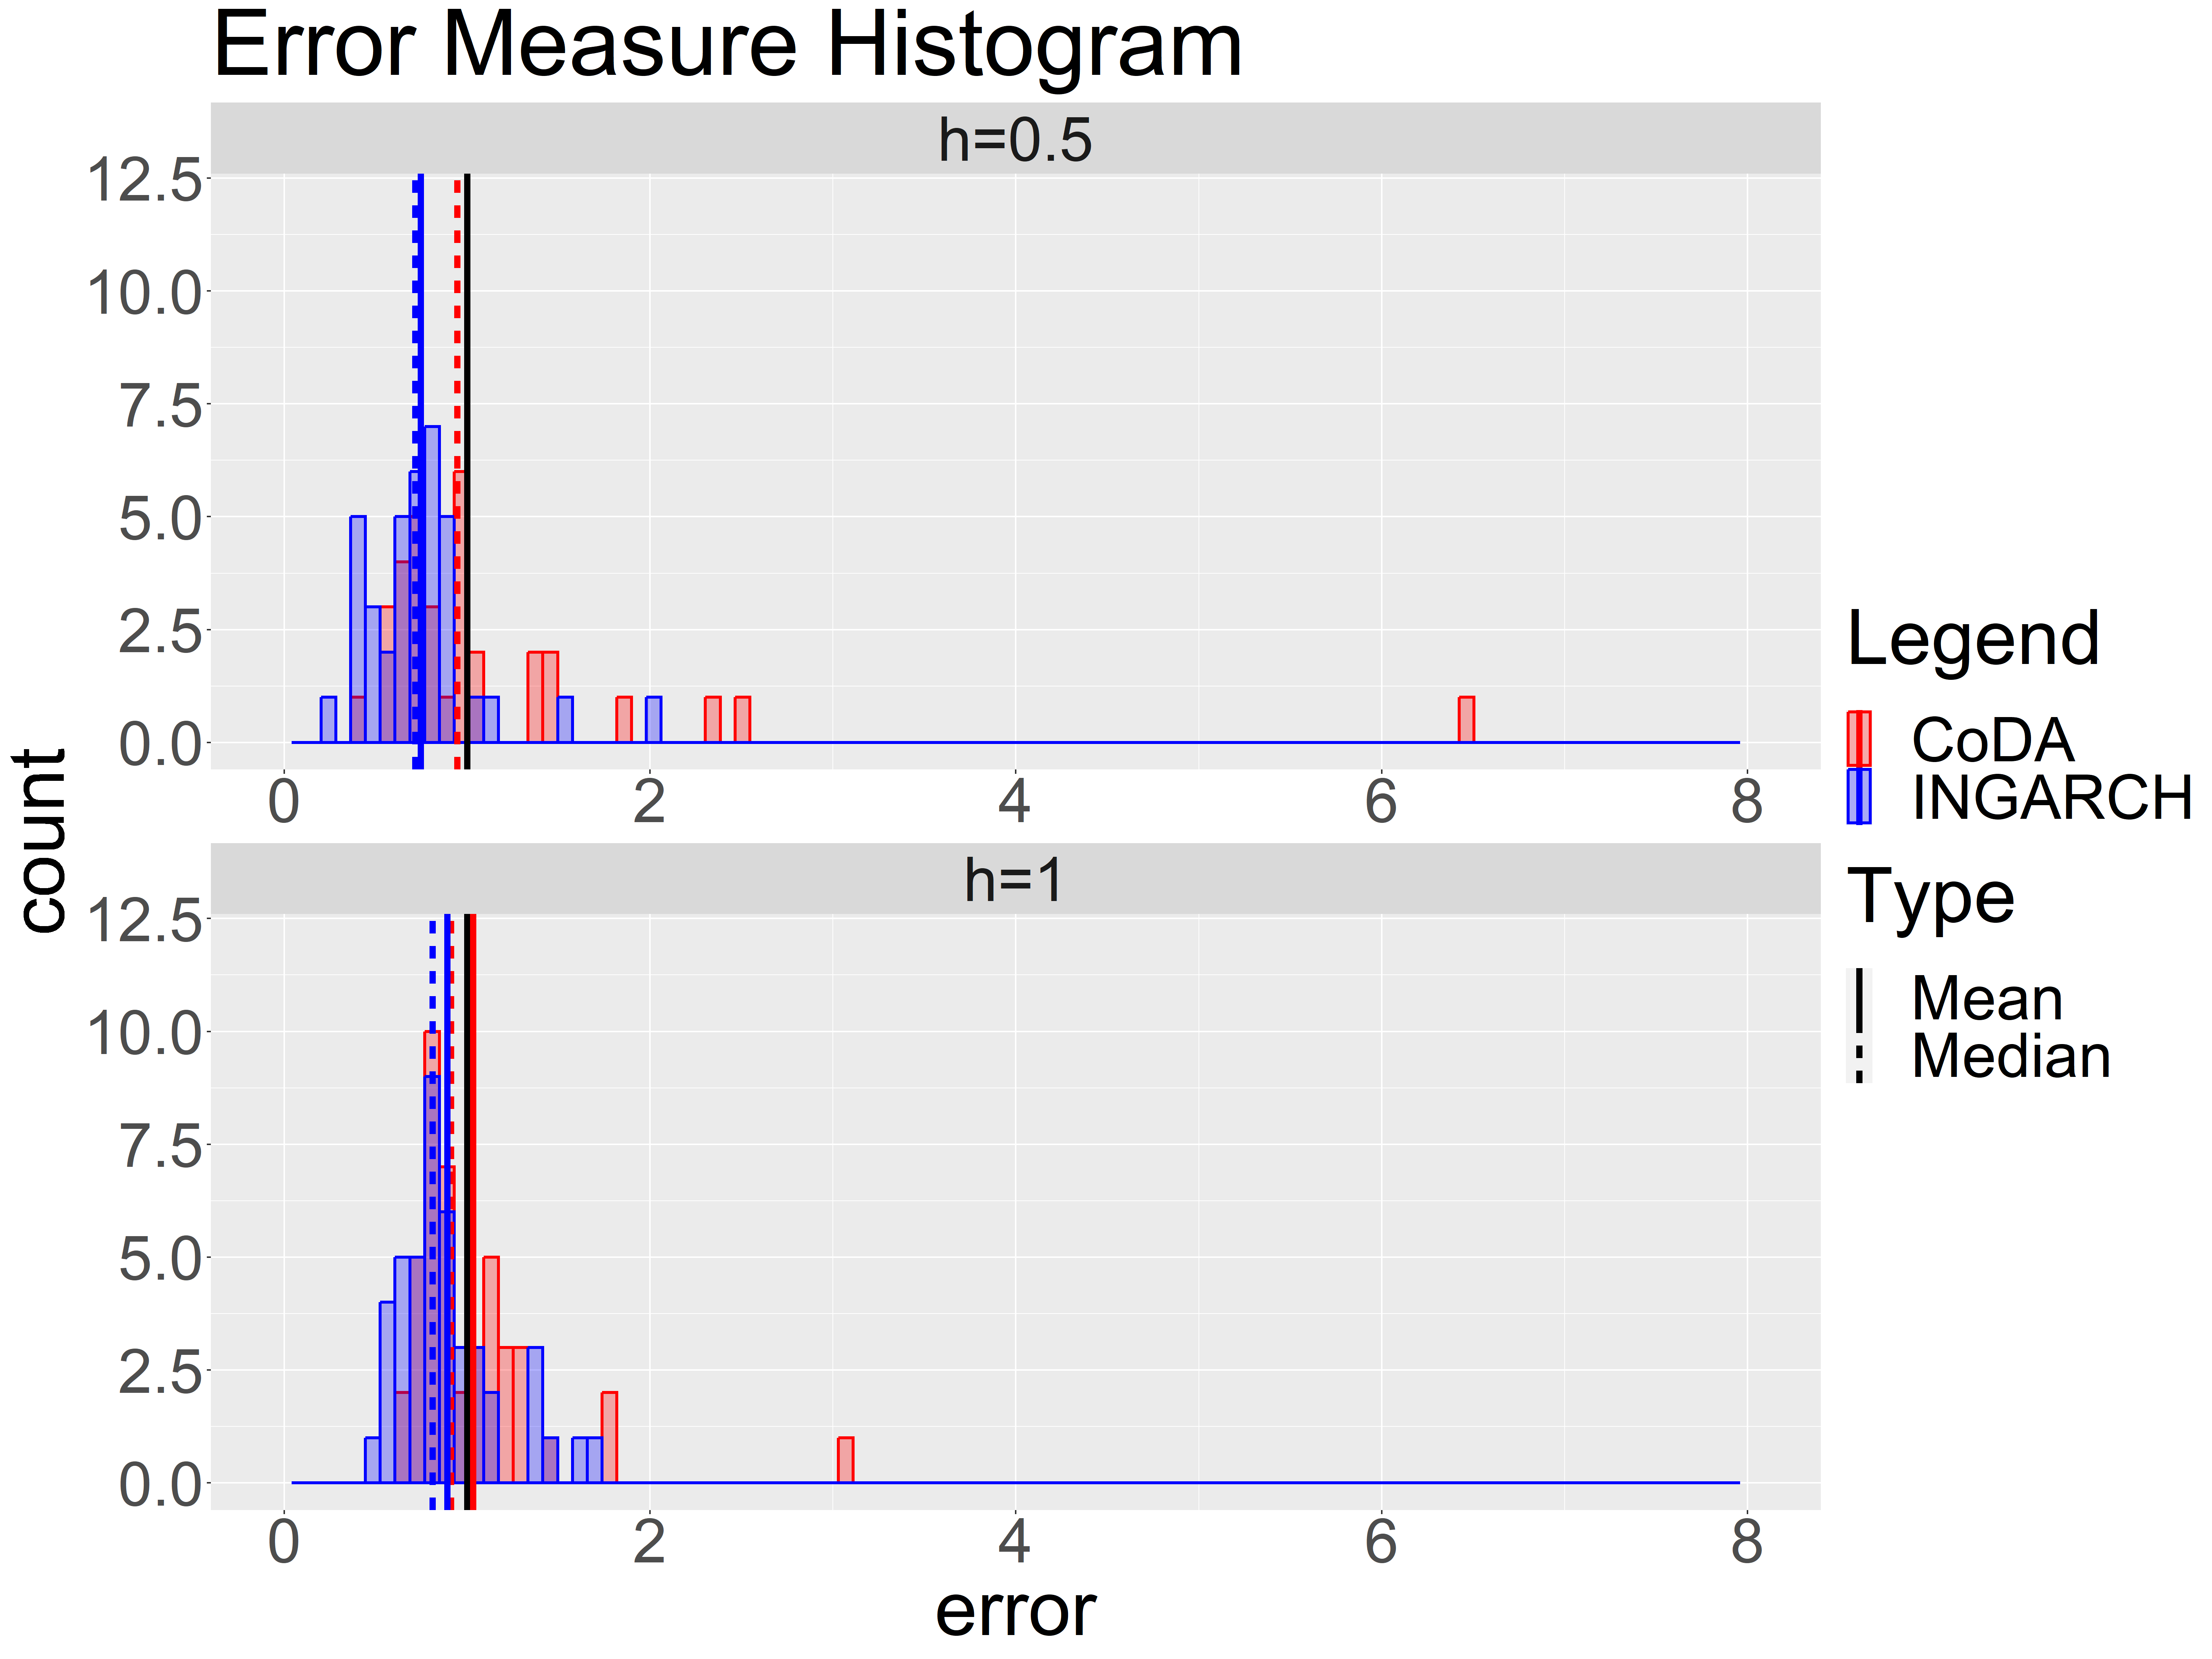 Error Measure Histogram
h=0.5
12.5
10.0
7.5
5.0
2.5
0.0
0 2 4 6 8
count
h=1
12.5
10.0
7.5
5.0
2.5
0.0
0 2 4 6 8
error
Legend
CoDA
INGARCH
Type
Mean
Median